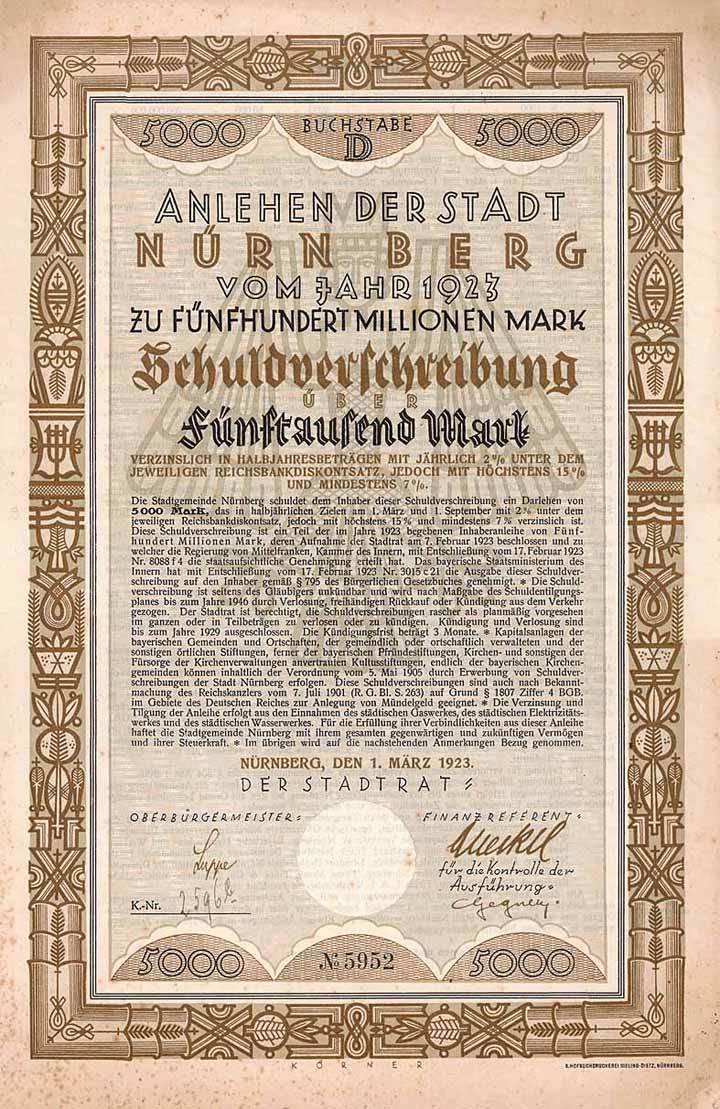 5000 BUCHSTABE 5000
D
ANLEHEN DER STADT
NÜRNBERG
VOM JAHR 1923
ZU FÜNFHUNDERT MILLIONEN MARK
Schuldverschreibung
ÜBER
Fünftausend Mark
VERZINSLICH IN HALBJAHRESBETRÄGEN MIT JÄHRLICH 2% UNTER DEM
JEWEILIGEN REICHSBANKDISKONTSATZ, JEDOCH MIT HÖCHSTENS 15%
UND MINDESTENS 7%.
Die Stadtgemeinde Nürnberg schuldet dem Inhaber dieser Schuldverschreibung ein Darlehen von
5000 Mark, das in halbjährlichen Zielen am 1. März und 1. September mit 2% unter dem
jeweiligen Reichsbankdiskontsatz, jedoch mit höchstens 15% und mindestens 7% verzinslich ist.
Diese Schuldverschreibung ist ein Teil der im Jahre 1923 begebenen Inhaberanleihe von Fünf-
hundert Millionen Mark, deren Aufnahme der Stadtrat am 7. Februar 1923 beschlossen und zu
welcher die Regierung von Mittelfranken, Kammer des Innern, mit Entschließung vom 17. Februar 1923
Nr. 8088 f 4 die staatsaufsichtliche Genehmigung erteilt hat. Das bayerische Staatsministerium des
Innern hat mit Entschließung vom 17. Februar 1923 Nr. 3015 c 21 die Ausgabe dieser Schuldver-
schreibung auf den Inhaber gemäß § 795 des Bürgerlichen Gesetzbuches genehmigt. * Die Schuld-
verschreibung ist seitens des Gläubigers unkündbar und wird nach Maßgabe des Schuldentilgungs-
planes bis zum Jahre 1946 durch Verlosung, freihändigen Rückkauf oder Kündigung aus dem Verkehr
gezogen. Der Stadtrat ist berechtigt, die Schuldverschreibungen rascher als planmäßig vorgesehen
im ganzen oder in Teilbeträgen zu verlosen oder zu kündigen. Kündigung und Verlosung sind
bis zum Jahre 1929 ausgeschlossen. Die Kündigungsfrist beträgt 3 Monate. * Kapitalsanlagen der
bayerischen Gemeinden und Ortschaften, der gemeindlich oder ortschaftlich verwalteten und der
sonstigen örtlichen Stiftungen, ferner der bayerischen Pfründestiftungen, Kirchen- und sonstigen der
Fürsorge der Kirchenverwaltungen anvertrauten Kultusstiftungen, endlich der bayerischen Kirchen-
gemeinden können inhaltlich der Verordnung vom 5. Mai 1905 durch Erwerbung von Schuldver-
schreibungen der Stadt Nürnberg erfolgen. Diese Schuldverschreibungen sind auch nach Bekannt-
machung des Reichskanzlers vom 7. Juli 1901 (R. G. Bl. S. 263) auf Grund § 1807 Ziffer 4 BGB.
im Gebiete des Deutschen Reiches zur Anlegung von Mündelgeld geeignet. * Die Verzinsung und
Tilgung der Anleihe erfolgt aus den Einnahmen des städtischen Gaswerkes, des städtischen Elektrizitäts-
werkes und des städtischen Wasserwerkes. Für die Erfüllung ihrer Verbindlichkeiten aus dieser Anleihe
haftet die Stadtgemeinde Nürnberg mit ihrem gesamten gegenwärtigen und zukünftigen Vermögen
und ihrer Steuerkraft. * Im übrigen wird auf die nachstehenden Anmerkungen Bezug genommen.
NÜRNBERG, DEN 1. MÄRZ 1923.
DER STADTRAT:
OBERBÜRGERMEISTER: FINANZREFERENT:
Luppe
für die Kontrolle der
Ausführung:
K.-Nr.
5000 № 5952 5000
KÖRNER
K. HOFBUCHDRUCKEREI BIELING-DIETZ, NÜRNBERG.